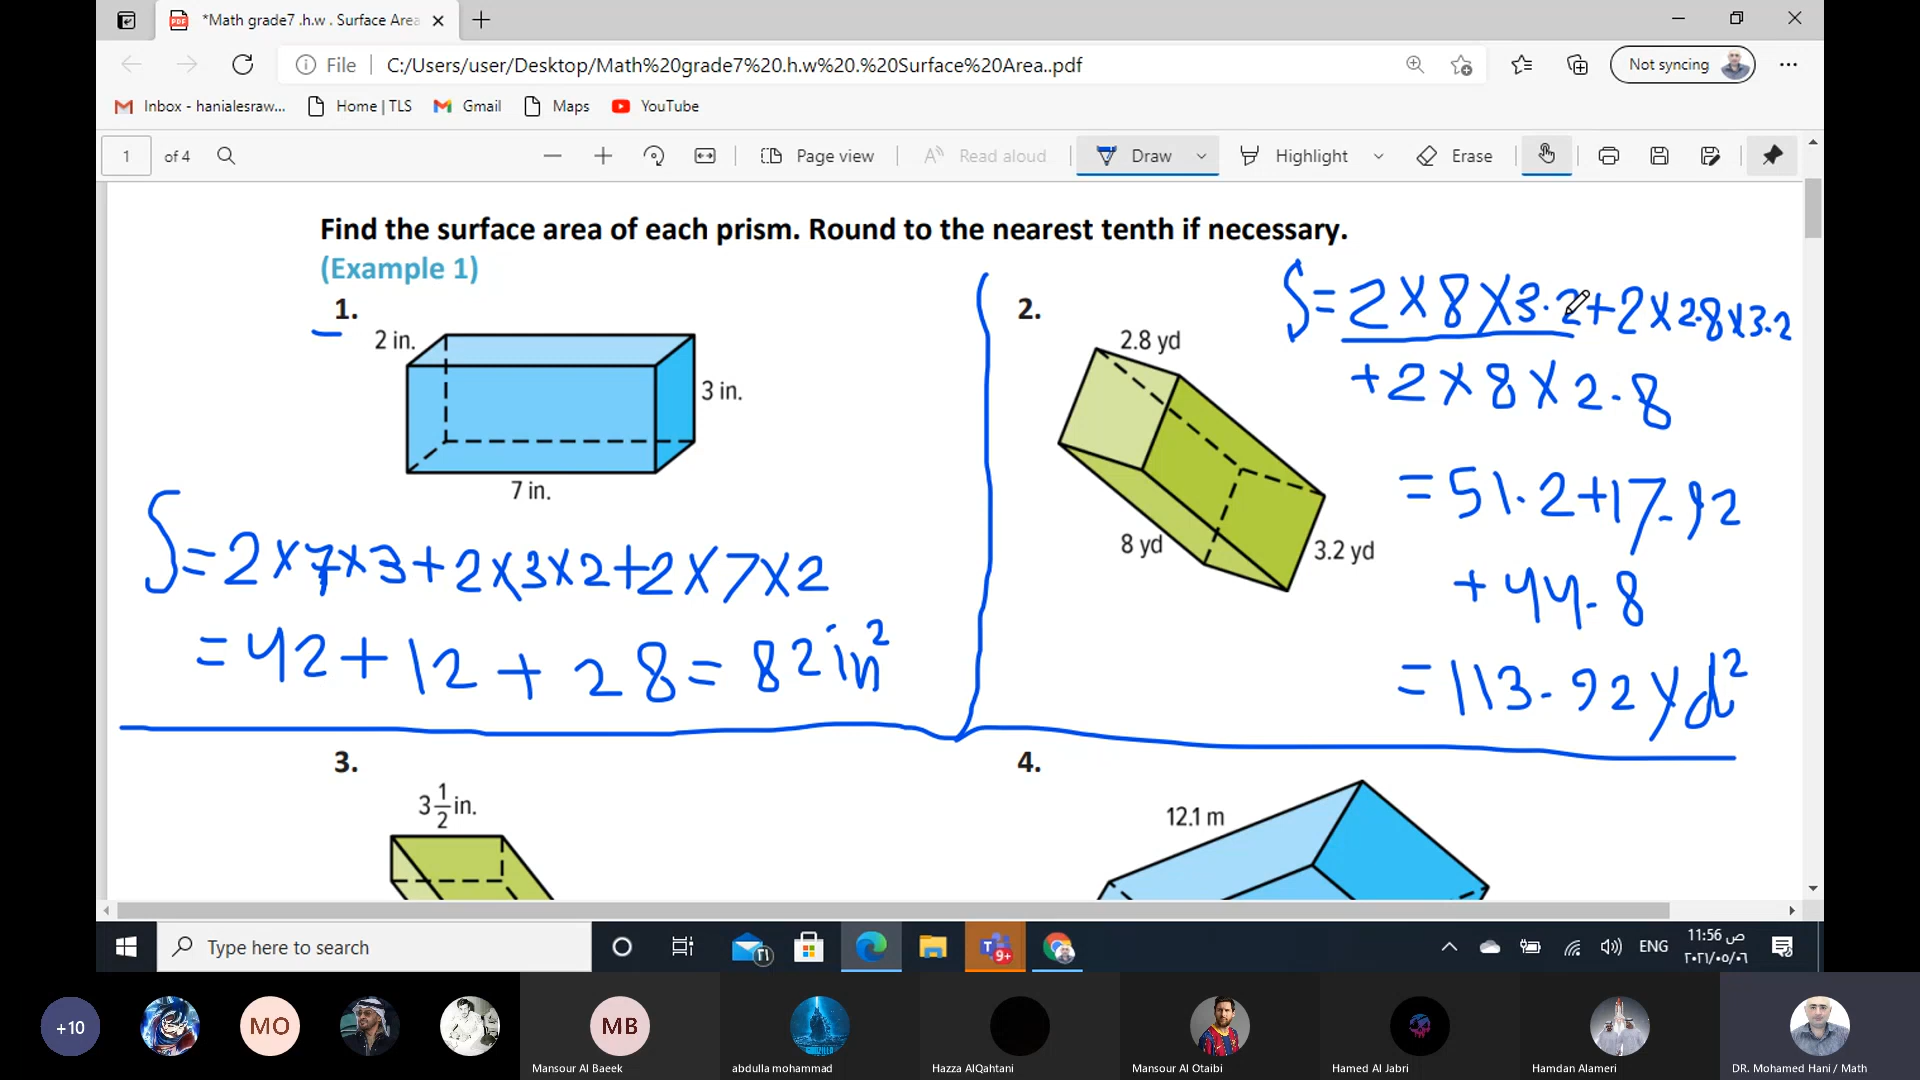 *Math grade7 .h.w . Surface Area
File
C:/Users/user/Desktop/Math%20grade7%20.h.w%20.%20Surface%20Area..pdf
Not syncing
Inbox - hanialesraw...
Home | TLS
Gmail
Maps
YouTube
1 of 4
Page view
Read aloud
Draw
Highlight
Erase
Find the surface area of each prism. Round to the nearest tenth if necessary.
(Example 1)
1.
2 in.
3 in.
7 in.
S=2×7×3+2×3×2+2×7×2
=42+12+28=82in²
2.
2.8 yd
8 yd
3.2 yd
S=2×8×3.2+2×2.8×3.2
+2×8×2.8
=51.2+17.92
+44.8
=113.92yd²
3.
3 1/2 in.
4.
12.1 m
Type here to search
٢١
9+
ENG
11:56 ص
٢٠٢١/٠٥/٠٦
+10
MO
MB
Mansour Al Baeek
abdulla mohammad
Hazza AlQahtani
Mansour Al Otaibi
Hamed Al Jabri
Hamdan Alameri
DR. Mohamed Hani / Math